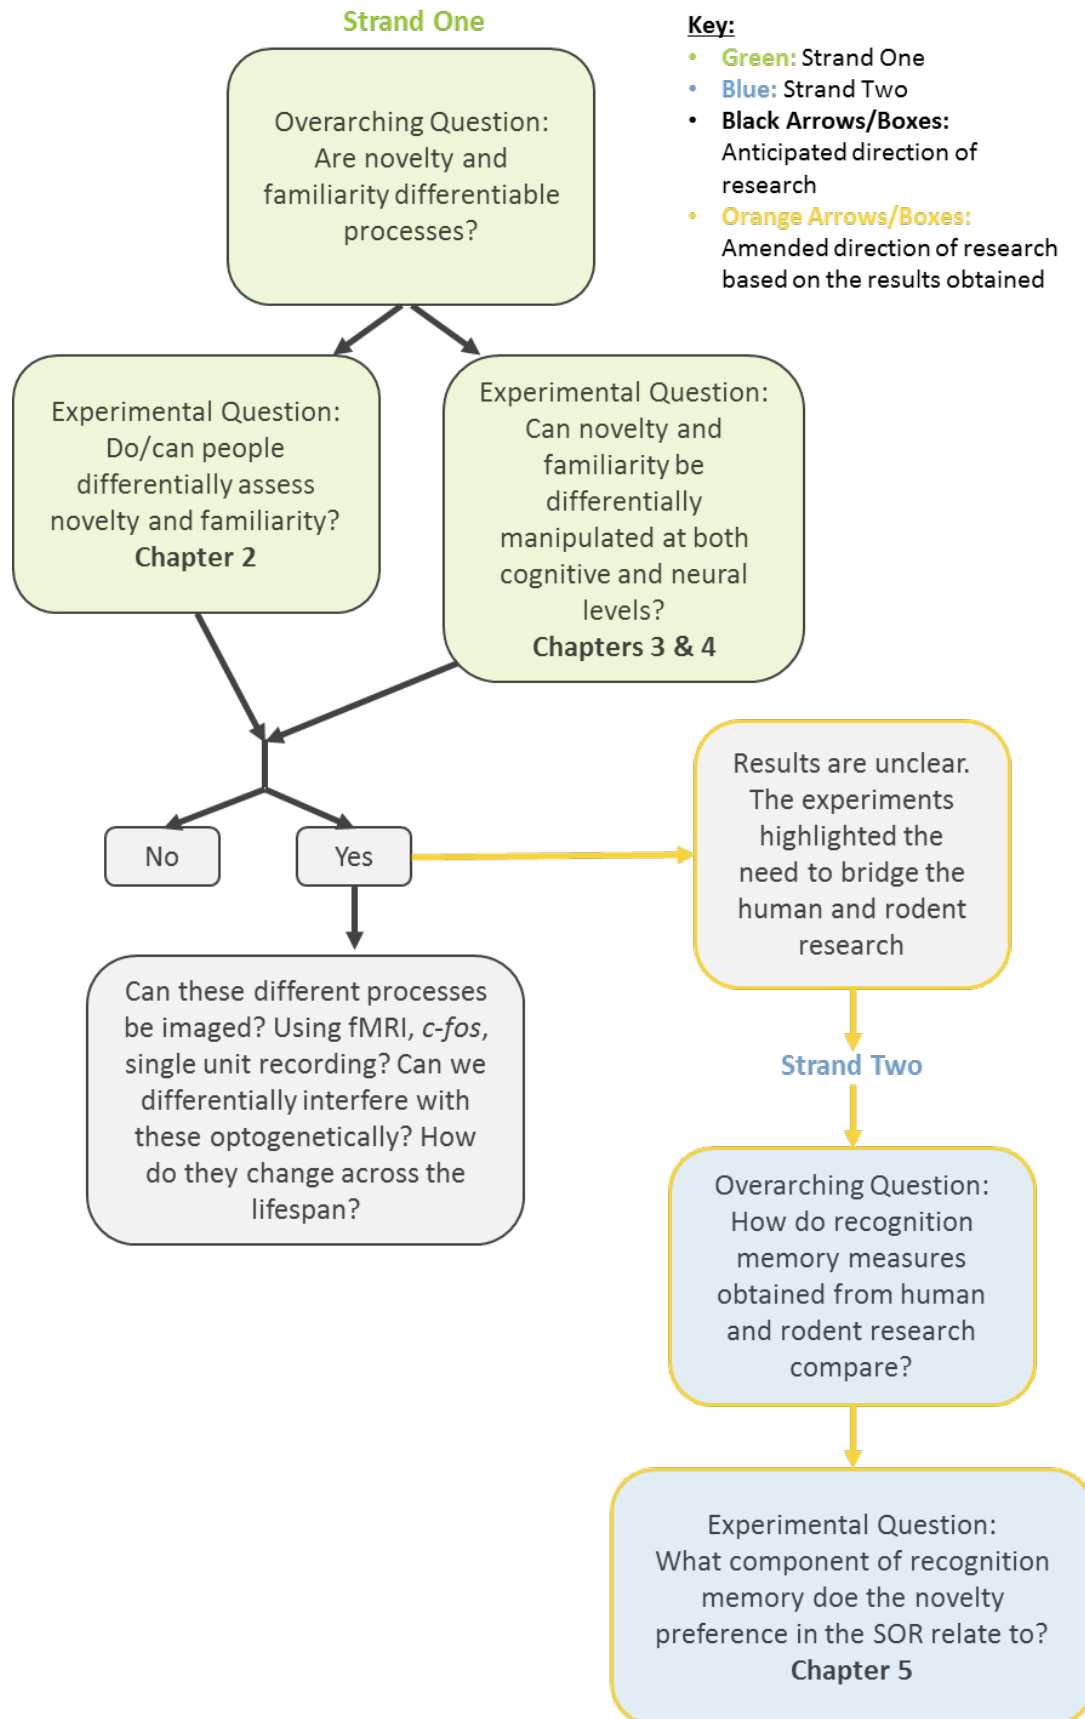 Strand One
Key:
• Green: Strand One
• Blue: Strand Two
• Black Arrows/Boxes:
Anticipated direction of
research
• Orange Arrows/Boxes:
Amended direction of research
based on the results obtained
Overarching Question:
Are novelty and
familiarity differentiable
processes?
Experimental Question:
Do/can people
differentially assess
novelty and familiarity?
Chapter 2
Experimental Question:
Can novelty and
familiarity be
differentially
manipulated at both
cognitive and neural
levels?
Chapters 3 & 4
No
Yes
Results are unclear.
The experiments
highlighted the
need to bridge the
human and rodent
research
Can these different processes
be imaged? Using fMRI, c-fos,
single unit recording? Can we
differentially interfere with
these optogenetically? How
do they change across the
lifespan?
Strand Two
Overarching Question:
How do recognition
memory measures
obtained from human
and rodent research
compare?
Experimental Question:
What component of recognition
memory doe the novelty
preference in the SOR relate to?
Chapter 5